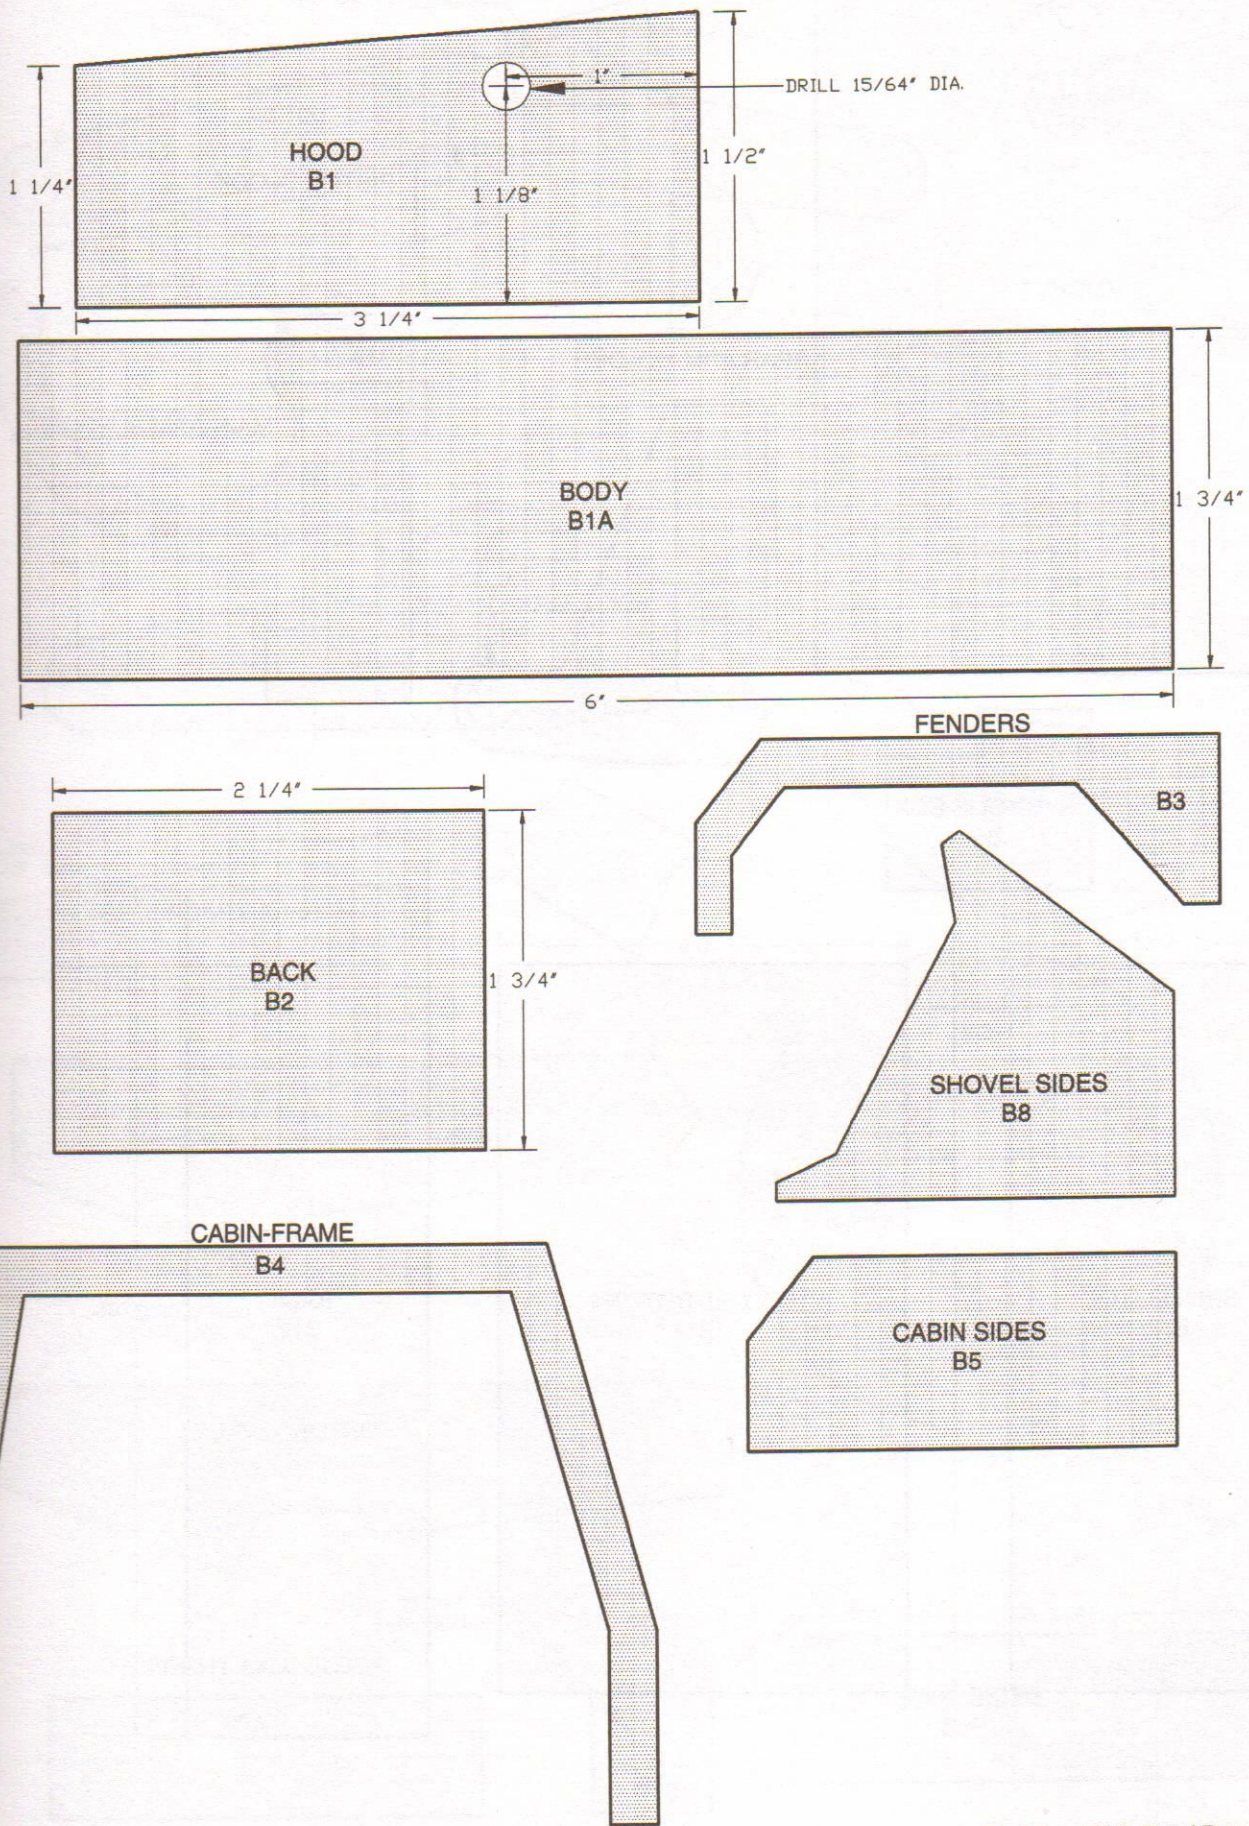 1"
DRILL 15/64" DIA.
HOOD
B1
1 1/4"
1 1/8"
1 1/2"
3 1/4"
BODY
B1A
1 3/4"
6"
FENDERS
B3
2 1/4"
BACK
B2
1 3/4"
SHOVEL SIDES
B8
CABIN-FRAME
B4
CABIN SIDES
B5